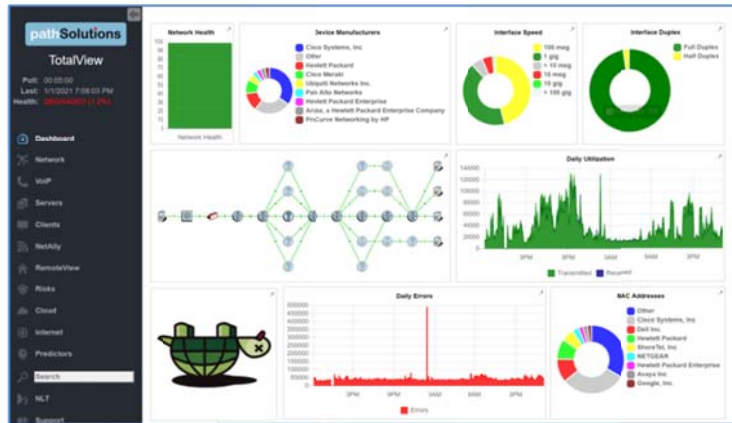 pathSolutions
TotalView
Poll: 00:05:00
Last: 1/1/2021 7:08:03 PM
Health: DEGRADED
Dashboard
Network
VoIP
Servers
Clients
NetAlly
RemoteView
Risks
Cloud
Internet
Predictors
Search
NLT
Support
Network Health
100
90
80
70
60
50
40
30
20
10
0
Network Health
Device Manufacturers
Cisco Systems, Inc
Other
Hewlett Packard
Cisco Meraki
Ubiquiti Networks Inc.
Palo Alto Networks
Hewlett Packard Enterprise
Aruba, a Hewlett Packard Enterprise Company
ProCurve Networking by HP
Interface Speed
100 meg
1 gig
< 10 meg
10 meg
10 gig
> 100 gig
Interface Duplex
Full Duplex
Half Duplex
Daily Utilization
140000
120000
100000
80000
60000
40000
20000
0
3PM
9PM
3AM
9AM
3PM
Transmitted
Received
Daily Errors
500000
450000
400000
350000
300000
250000
200000
150000
100000
50000
0
3PM
9PM
3AM
9AM
3PM
Errors
MAC Addresses
Other
Cisco Systems, Inc
Dell Inc.
Hewlett Packard
ShoreTel, Inc
NETGEAR
Hewlett Packard Enterprise
Avaya Inc
Google, Inc.